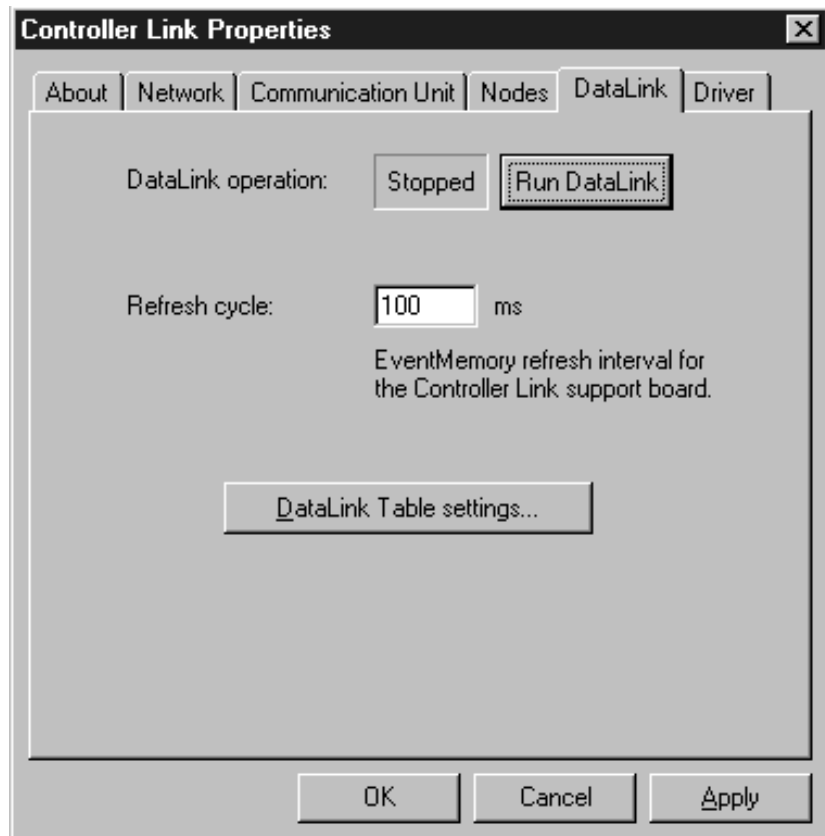 Controller Link Properties
About Network Communication Unit Nodes DataLink Driver
DataLink operation: Stopped Run DataLink
Refresh cycle: 100 ms
EventMemory refresh interval for
the Controller Link support board.
DataLink Table settings...
OK Cancel Apply